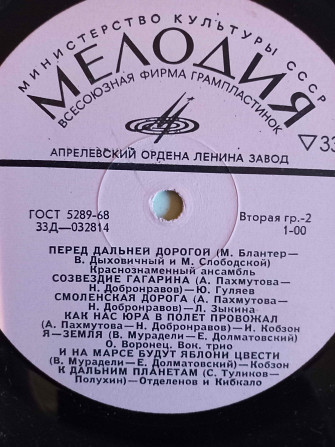 МИНИСТЕРСТВО КУЛЬТУРЫ СССР
МЕЛОДИЯ
ВСЕСОЮЗНАЯ ФИРМА ГРАМПЛАСТИНОК
33
АПРЕЛЕВСКИЙ ОРДЕНА ЛЕНИНА ЗАВОД
ГОСТ 5289-68 Вторая гр.-2
33Д—032814 1-00
ПЕРЕД ДАЛЬНЕЙ ДОРОГОЙ (М. Блантер—
В. Дыховичный и М. Слободской)
Краснознаменный ансамбль
СОЗВЕЗДИЕ ГАГАРИНА (А. Пахмутова—
Н. Добронравов) — Ю. Гуляев
СМОЛЕНСКАЯ ДОРОГА (А. Пахмутова—
Н. Добронравов)—Л. Зыкина
КАК НАС ЮРА В ПОЛЕТ ПРОВОЖАЛ
(А. Пахмутова—Н. Добронравов)—И. Кобзон
Я—ЗЕМЛЯ (В. Мурадели—Е. Долматовский)
О. Воронец. Вок. трио
И НА МАРСЕ БУДУТ ЯБЛОНИ ЦВЕСТИ
(В. Мурадели—Е. Долматовский)—Кобзон
К ДАЛЬНИМ ПЛАНЕТАМ (С. Туликов—
Полухин)—Отделенов и Кибкало